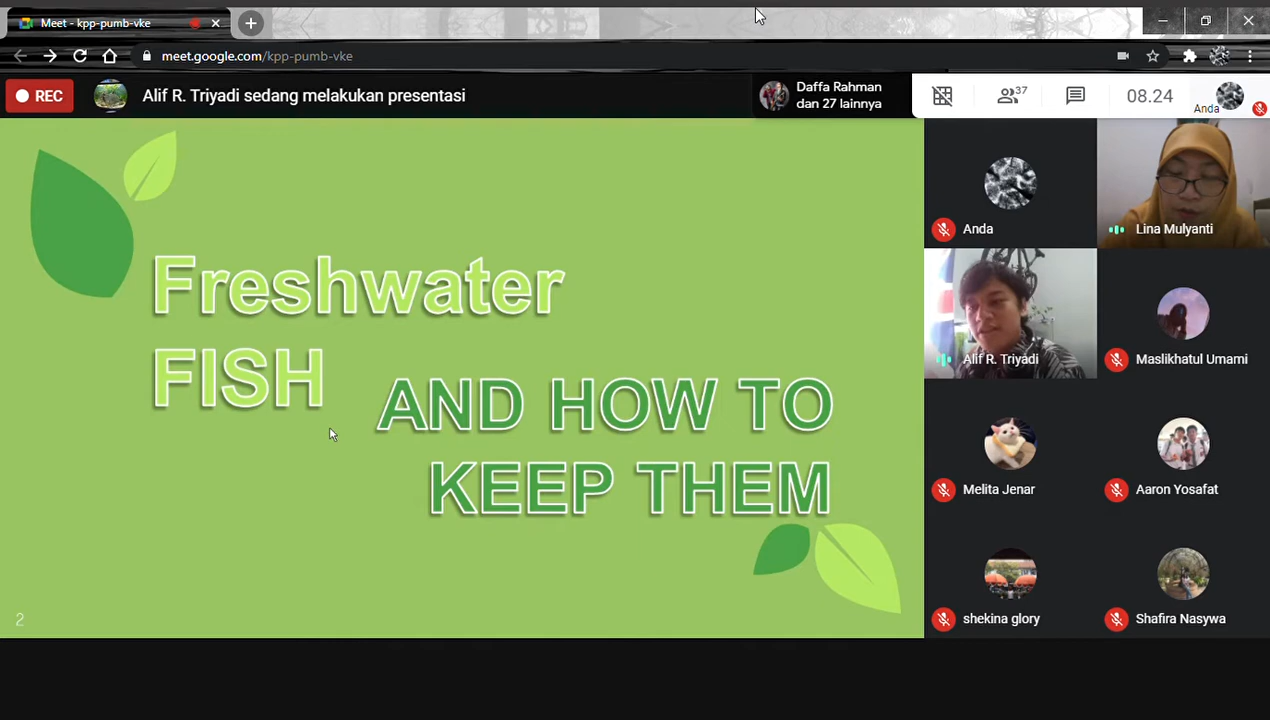 Meet - kpp-pumb-vke
meet.google.com/kpp-pumb-vke
REC
Alif R. Triyadi sedang melakukan presentasi
Daffa Rahman
dan 27 lainnya
37
08.24
Anda
Freshwater
FISH
AND HOW TO
KEEP THEM
2
Anda
Lina Mulyanti
Alif R. Triyadi
Maslikhatul Umami
Melita Jenar
Aaron Yosafat
shekina glory
Shafira Nasywa